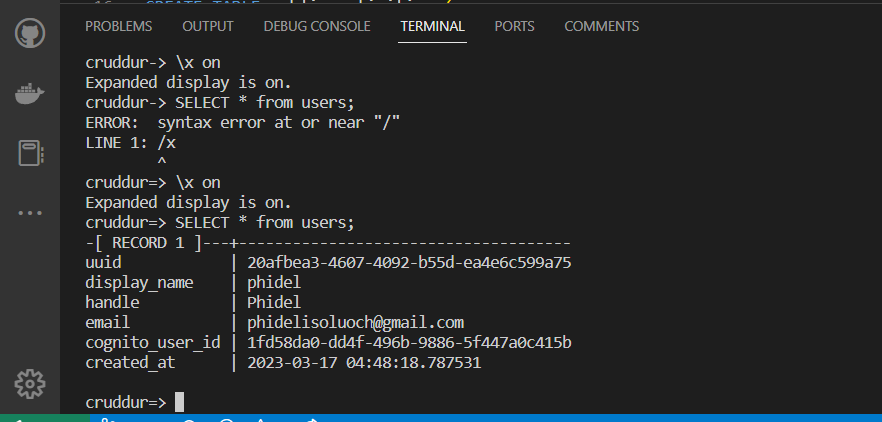 PROBLEMS OUTPUT DEBUG CONSOLE TERMINAL PORTS COMMENTS
cruddur-> \x on
Expanded display is on.
cruddur-> SELECT * from users;
ERROR:  syntax error at or near "/"
LINE 1: /x
        ^
cruddur=> \x on
Expanded display is on.
cruddur=> SELECT * from users;
-[ RECORD 1 ]---+-------------------------------------
uuid            | 20afbea3-4607-4092-b55d-ea4e6c599a75
display_name    | phidel
handle          | Phidel
email           | phidelisoluoch@gmail.com
cognito_user_id | 1fd58da0-dd4f-496b-9886-5f447a0c415b
created_at      | 2023-03-17 04:48:18.787531
cruddur=>